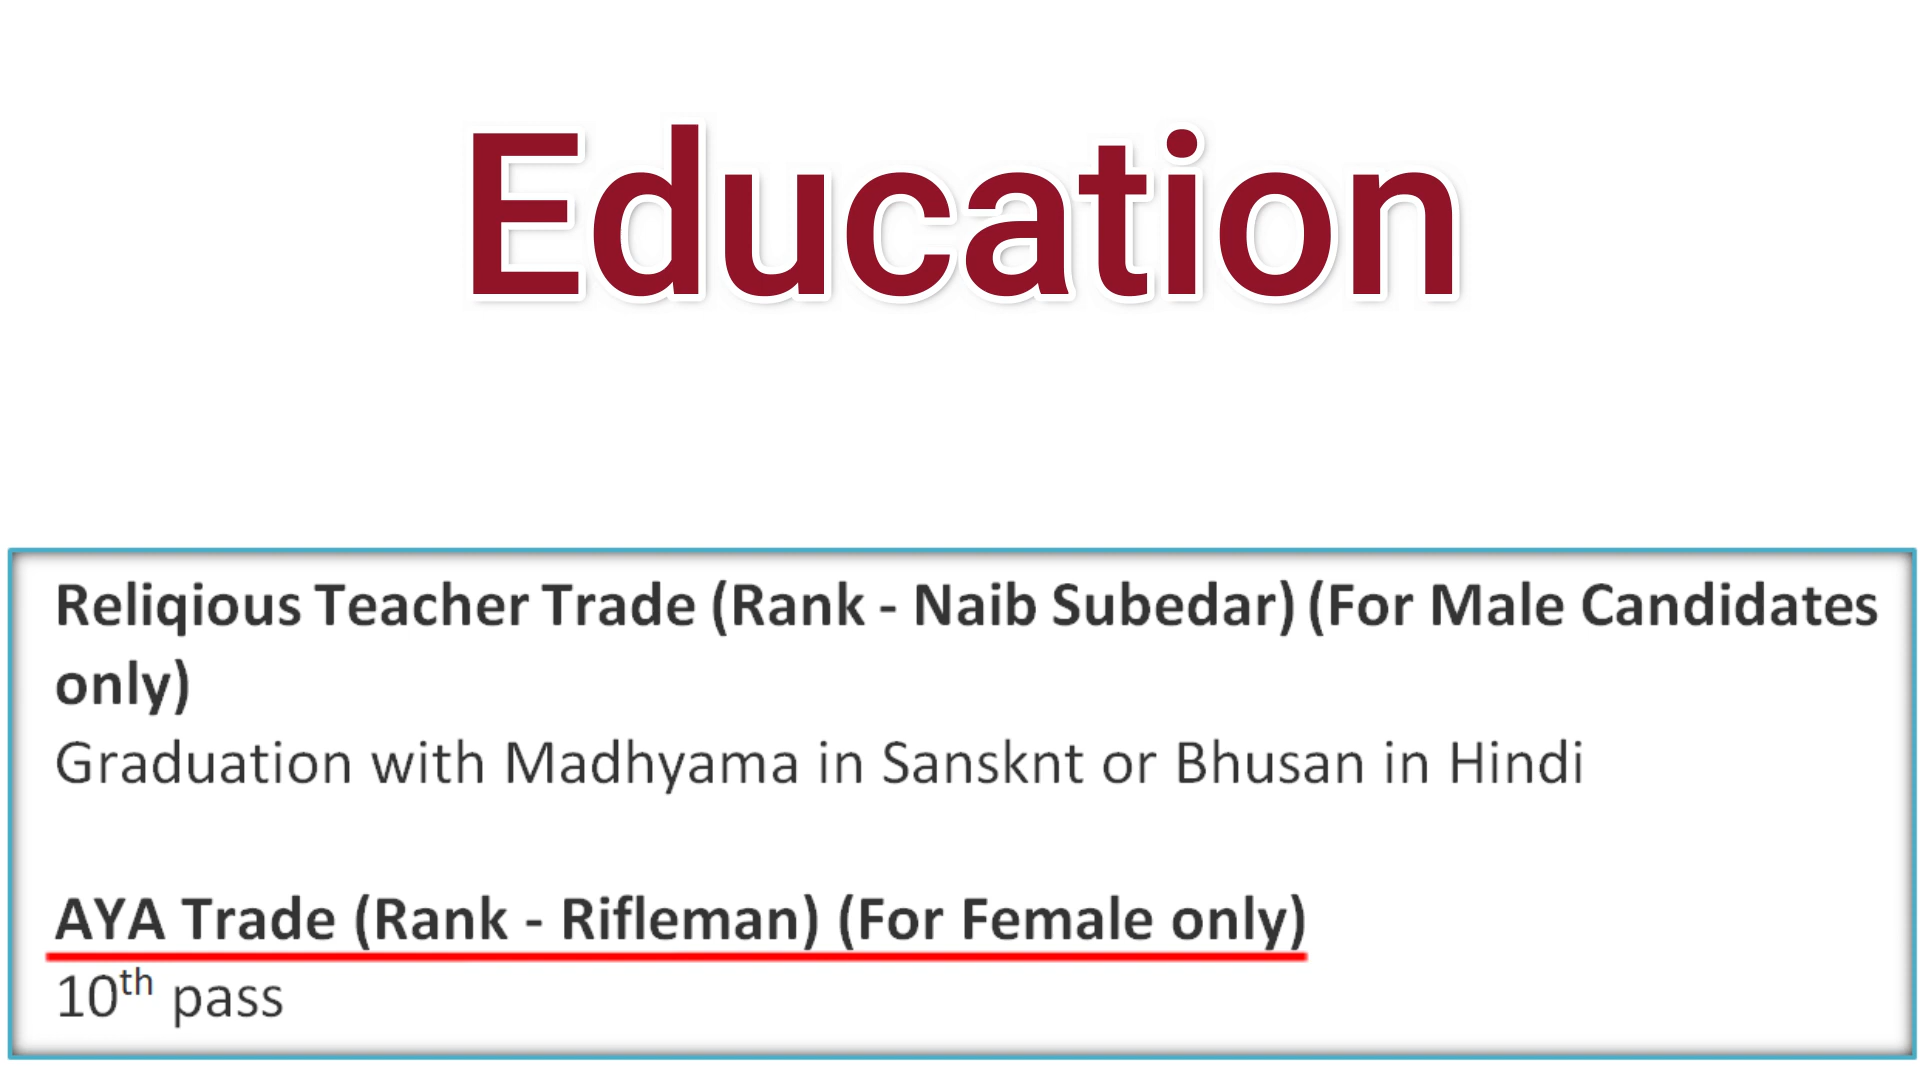 Education
Reliqious Teacher Trade (Rank - Naib Subedar) (For Male Candidates
only)
Graduation with Madhyama in Sansknt or Bhusan in Hindi
AYA Trade (Rank - Rifleman) (For Female only)
10th pass